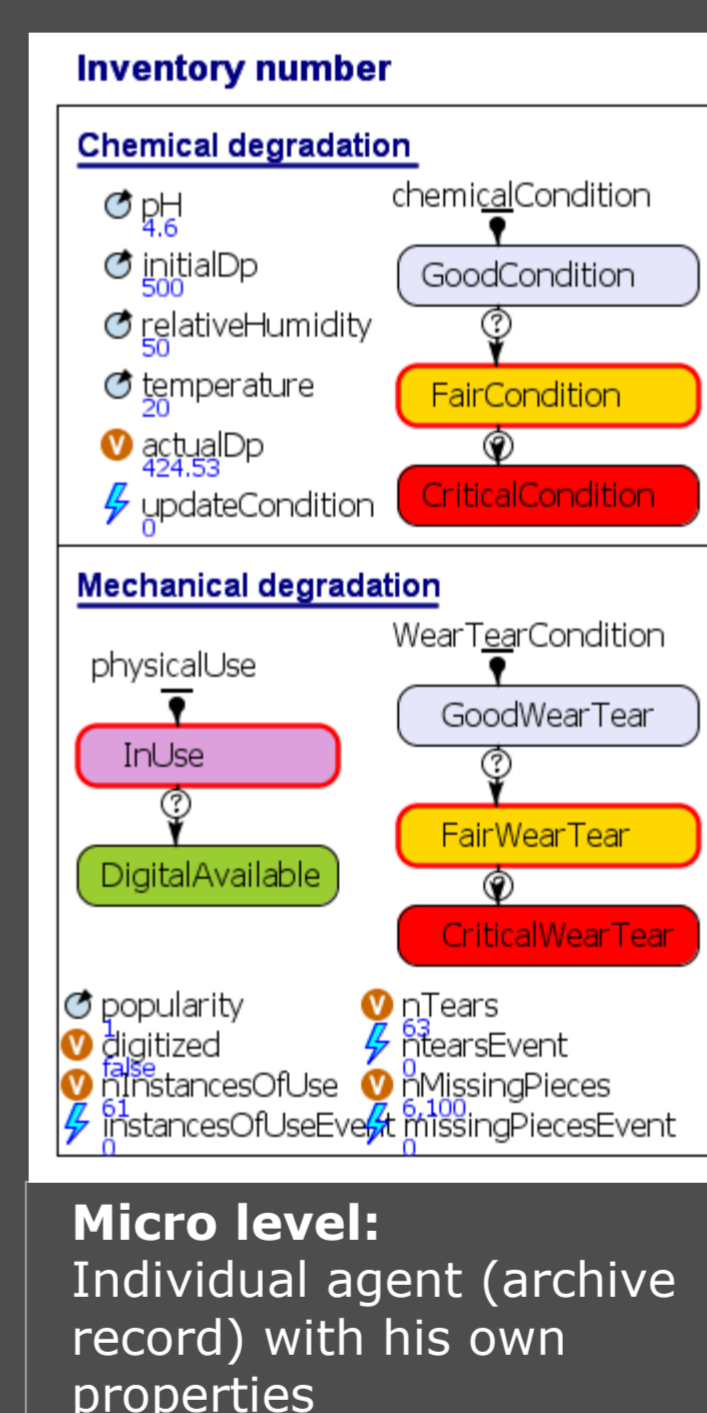 Inventory number
Chemical degradation
pH
4.6
initialDp
500
relativeHumidity
50
temperature
20
actualDp
424.53
updateCondition
0
chemicalCondition
GoodCondition
?
FairCondition
?
CriticalCondition
Mechanical degradation
physicalUse
InUse
?
DigitalAvailable
WearTearCondition
GoodWearTear
?
FairWearTear
?
CriticalWearTear
popularity
1
digitized
false
nInstancesOfUse
61
instancesOfUseEvent
0
nTears
63
ntearsEvent
0
nMissingPieces
6,100
missingPiecesEvent
0
Micro level:
Individual agent (archive
record) with his own
properties